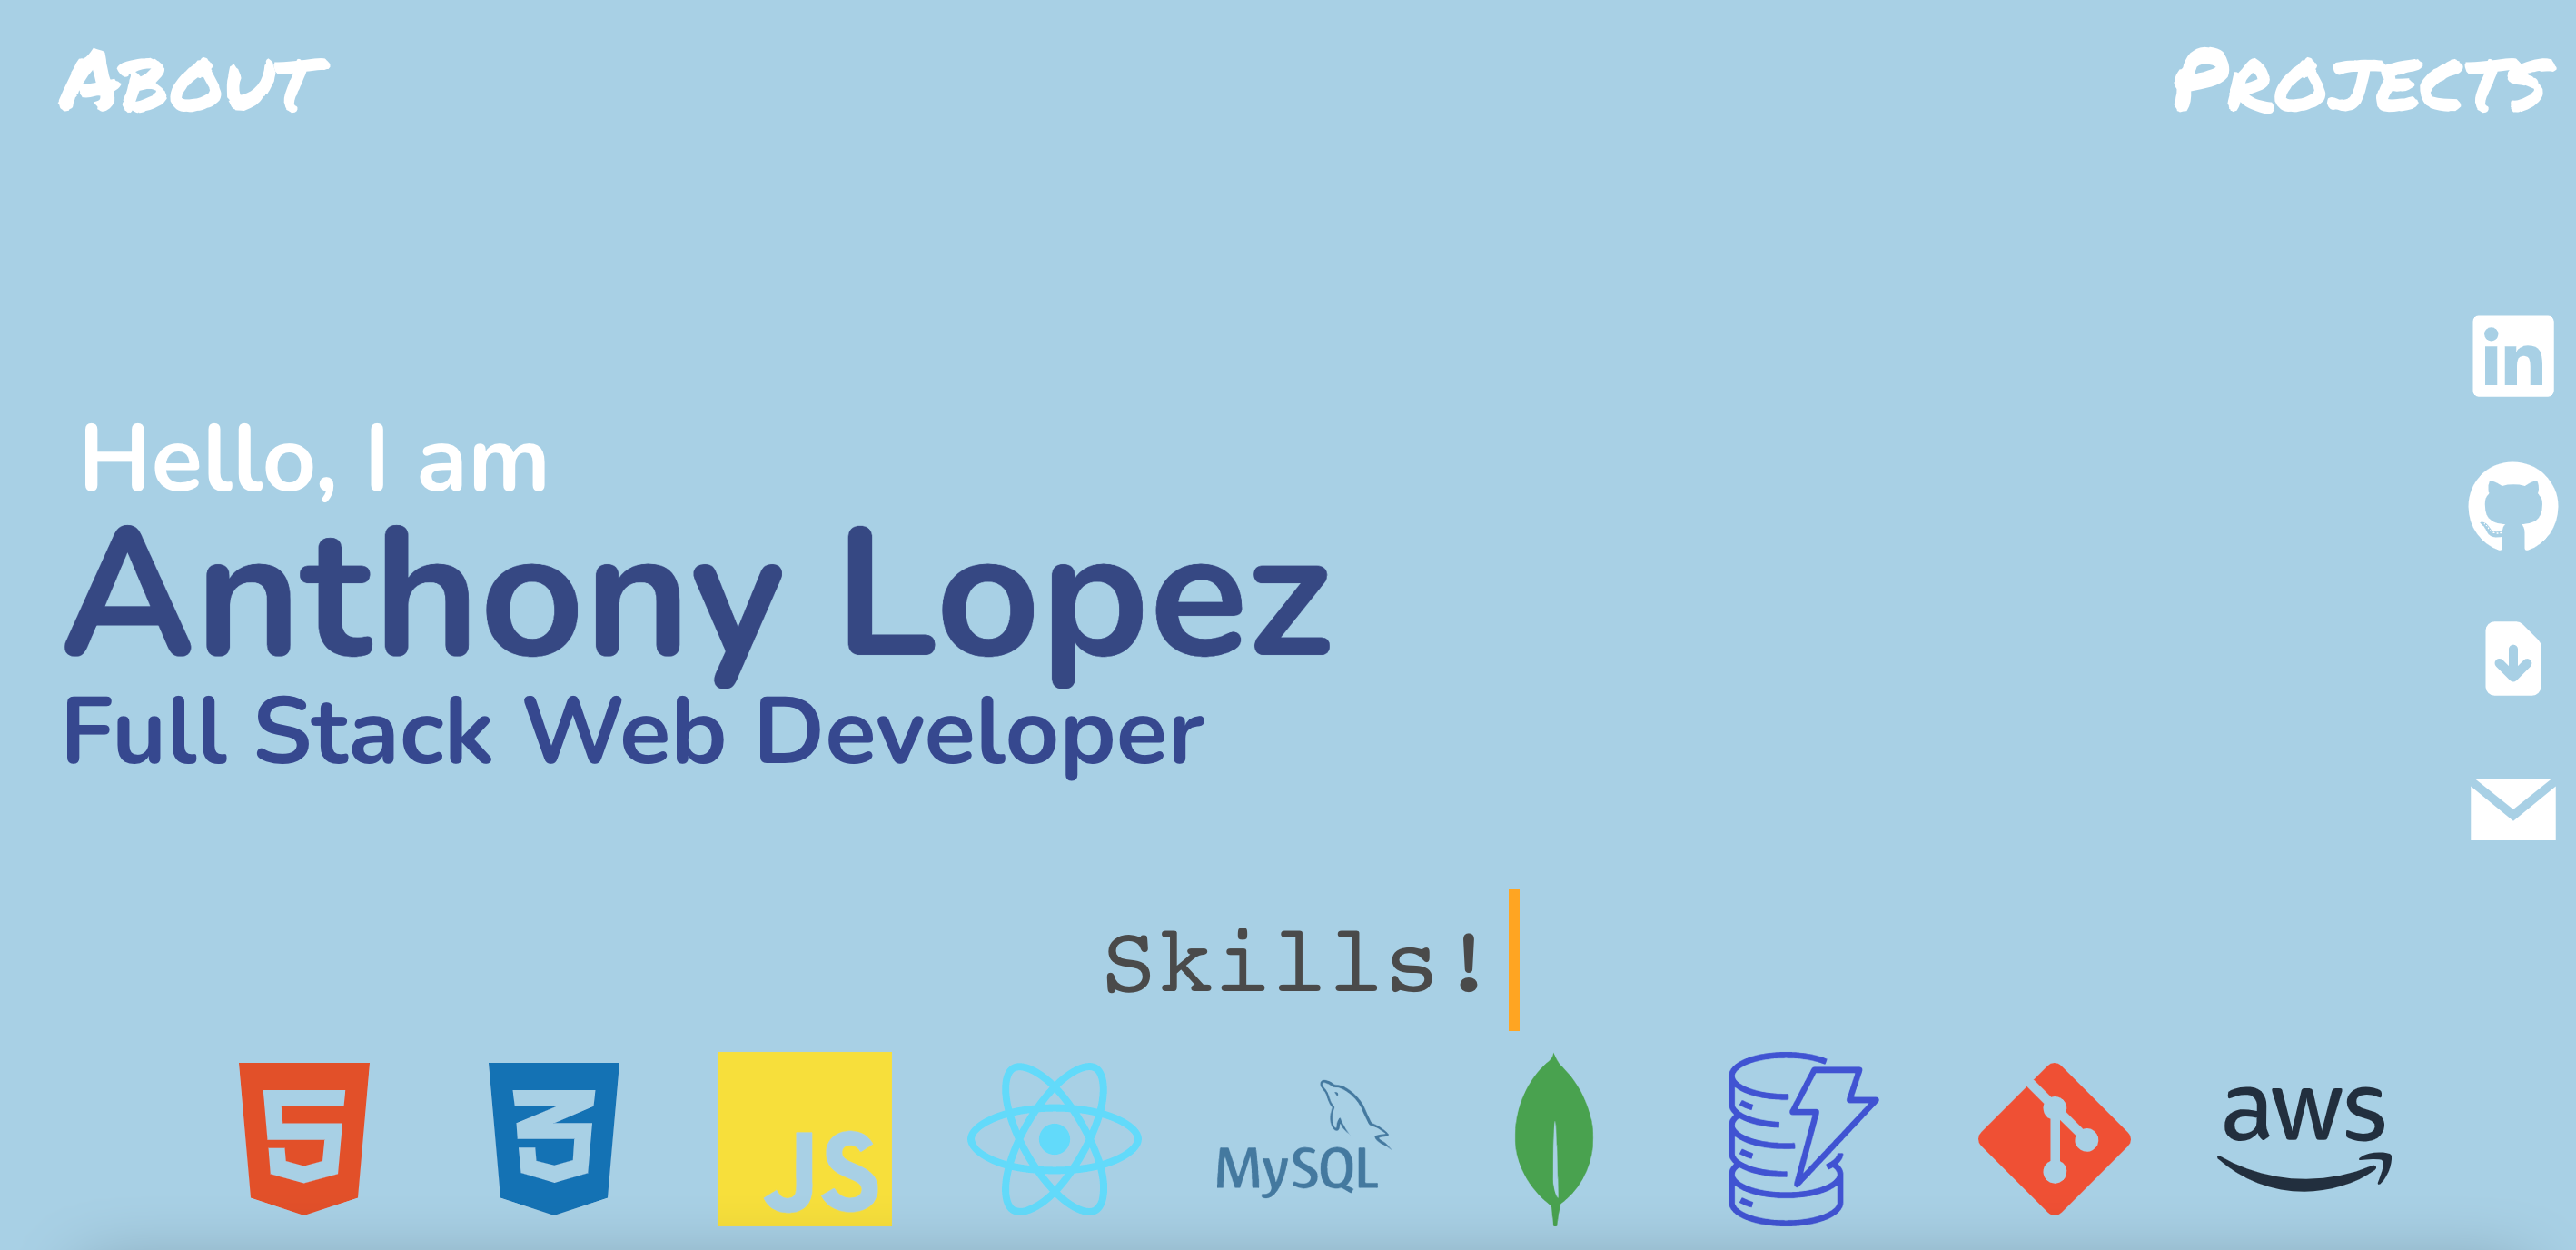 About
Projects
in
Hello, I am
Anthony Lopez
Full Stack Web Developer
Skills!
5
3
JS
MySQL
aws